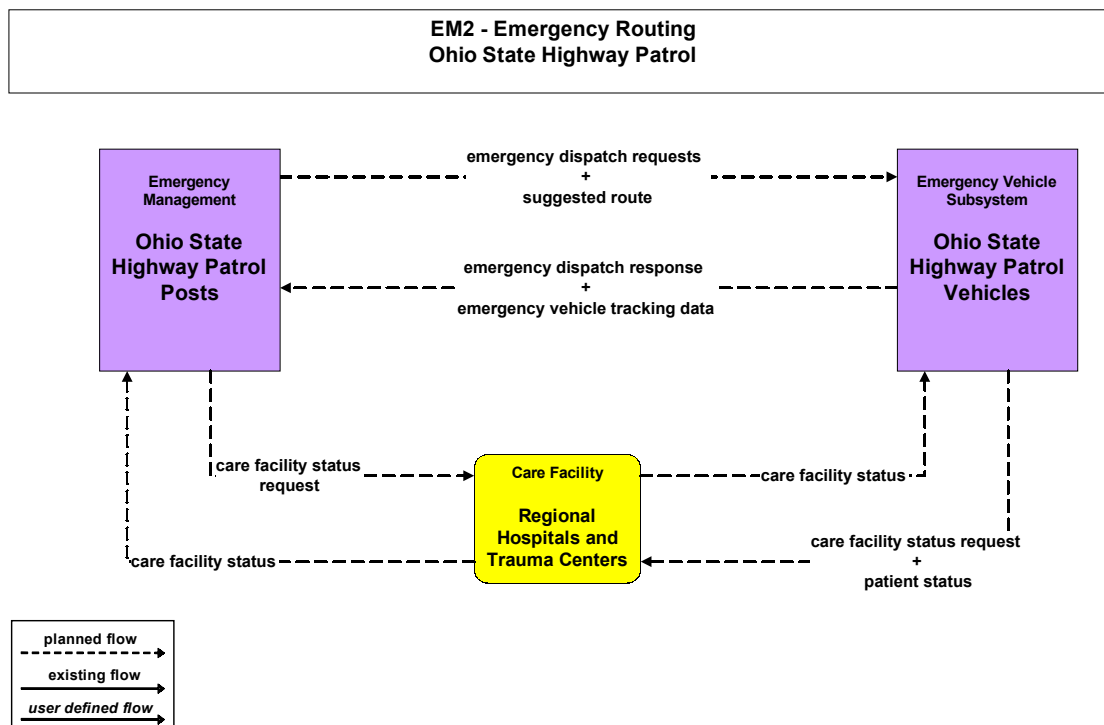 EM2 - Emergency Routing
Ohio State Highway Patrol
Emergency
Management
Ohio State
Highway Patrol
Posts
emergency dispatch requests
+
suggested route
Emergency Vehicle
Subsystem
Ohio State
Highway Patrol
Vehicles
emergency dispatch response
+
emergency vehicle tracking data
care facility status
request
Care Facility
Regional
Hospitals and
Trauma Centers
care facility status
care facility status
care facility status request
+
patient status
planned flow
existing flow
user defined flow